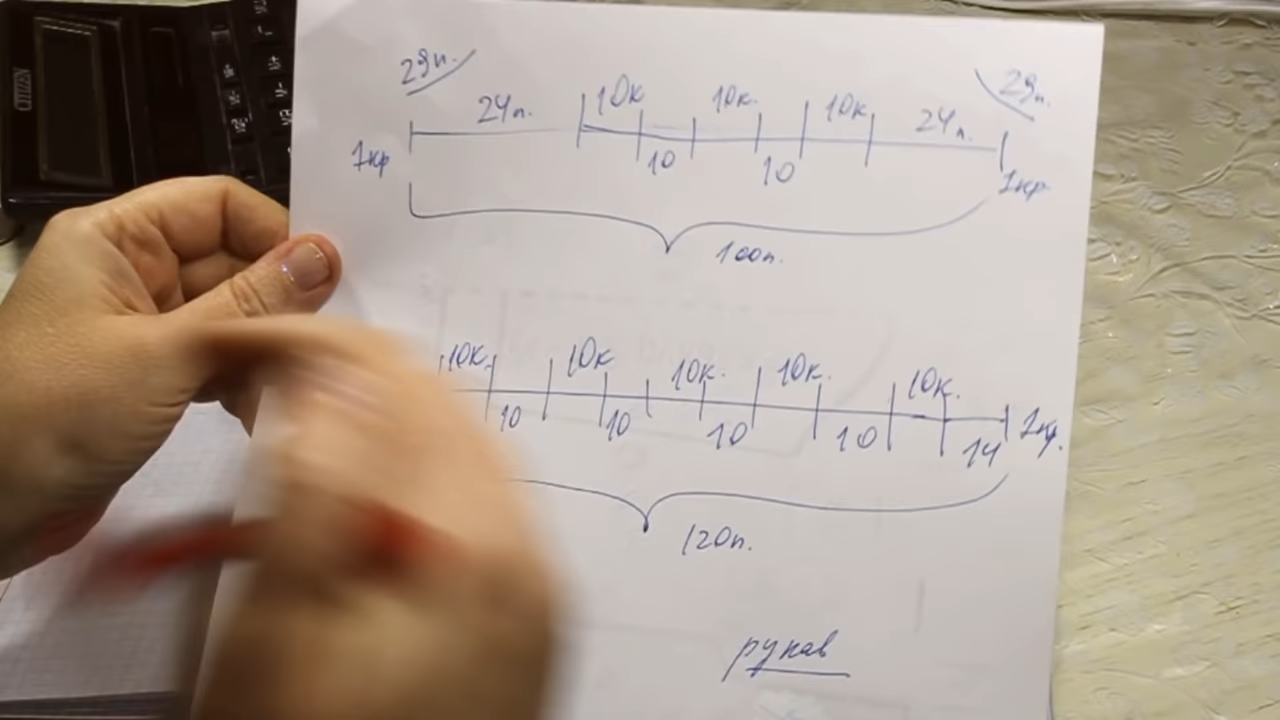 29п. 29п.
24п. 10к 10к. 10к 24п.
1кр 10 10 1кр
100п.
10к. 10к 10к. 10к. 10к.
10 10 10 10 14 1кр.
120п.
рукав